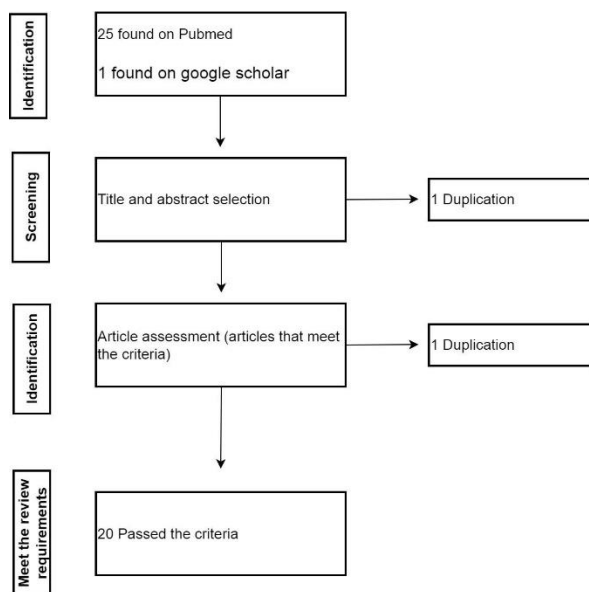 Identification
25 found on Pubmed
1 found on google scholar
Screening
Title and abstract selection
1 Duplication
Identification
Article assessment (articles that meet
the criteria)
1 Duplication
Meet the review
requirements
20 Passed the criteria